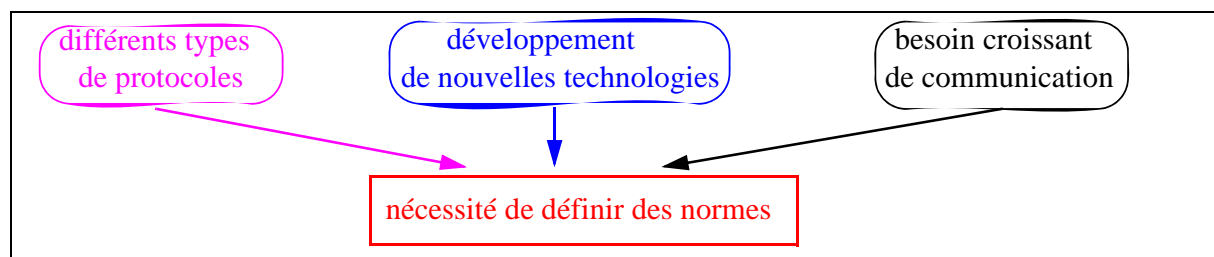 différents types
de protocoles
développement
de nouvelles technologies
besoin croissant
de communication
nécessité de définir des normes